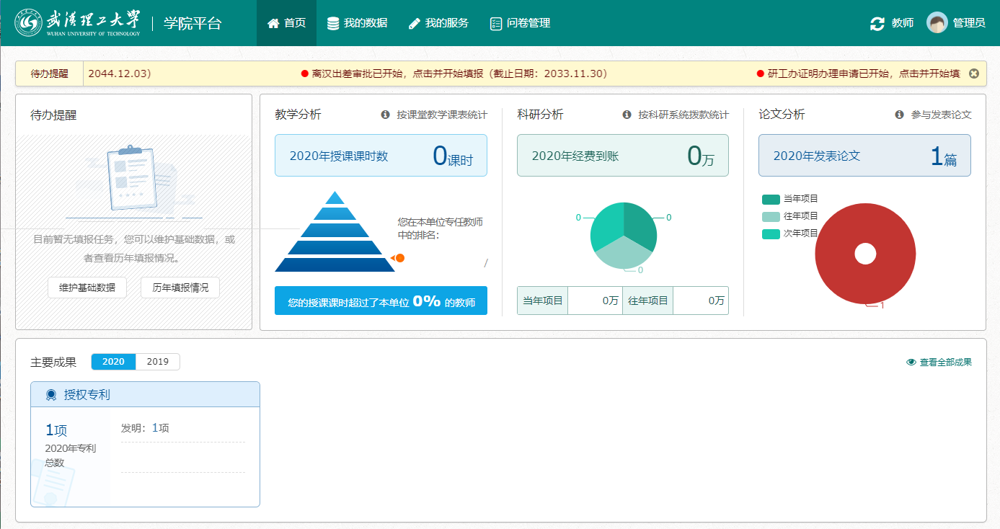 武汉理工大学
WUHAN UNIVERSITY OF TECHNOLOGY
学院平台
首页
我的数据
我的服务
问卷管理
教师
管理员
待办提醒
2044.12.03）
离汉出差审批已开始，点击并开始填报（截止日期：2033.11.30）
研工办证明办理申请已开始，点击并开始填
待办提醒
目前暂无填报任务，您可以维护基础数据，或
者查看历年填报情况。
维护基础数据
历年填报情况
教学分析
按课堂教学课表统计
2020年授课课时数
0课时
您在本单位专任教师
中的排名：
/
您的授课课时超过了本单位 0% 的教师
科研分析
按科研系统拨款统计
2020年经费到账
0万
0
0
0
当年项目
0万
往年项目
0万
论文分析
参与发表论文
2020年发表论文
1篇
当年项目
往年项目
次年项目
1
主要成果
2020
2019
查看全部成果
授权专利
1项
2020年专利
总数
发明：1项